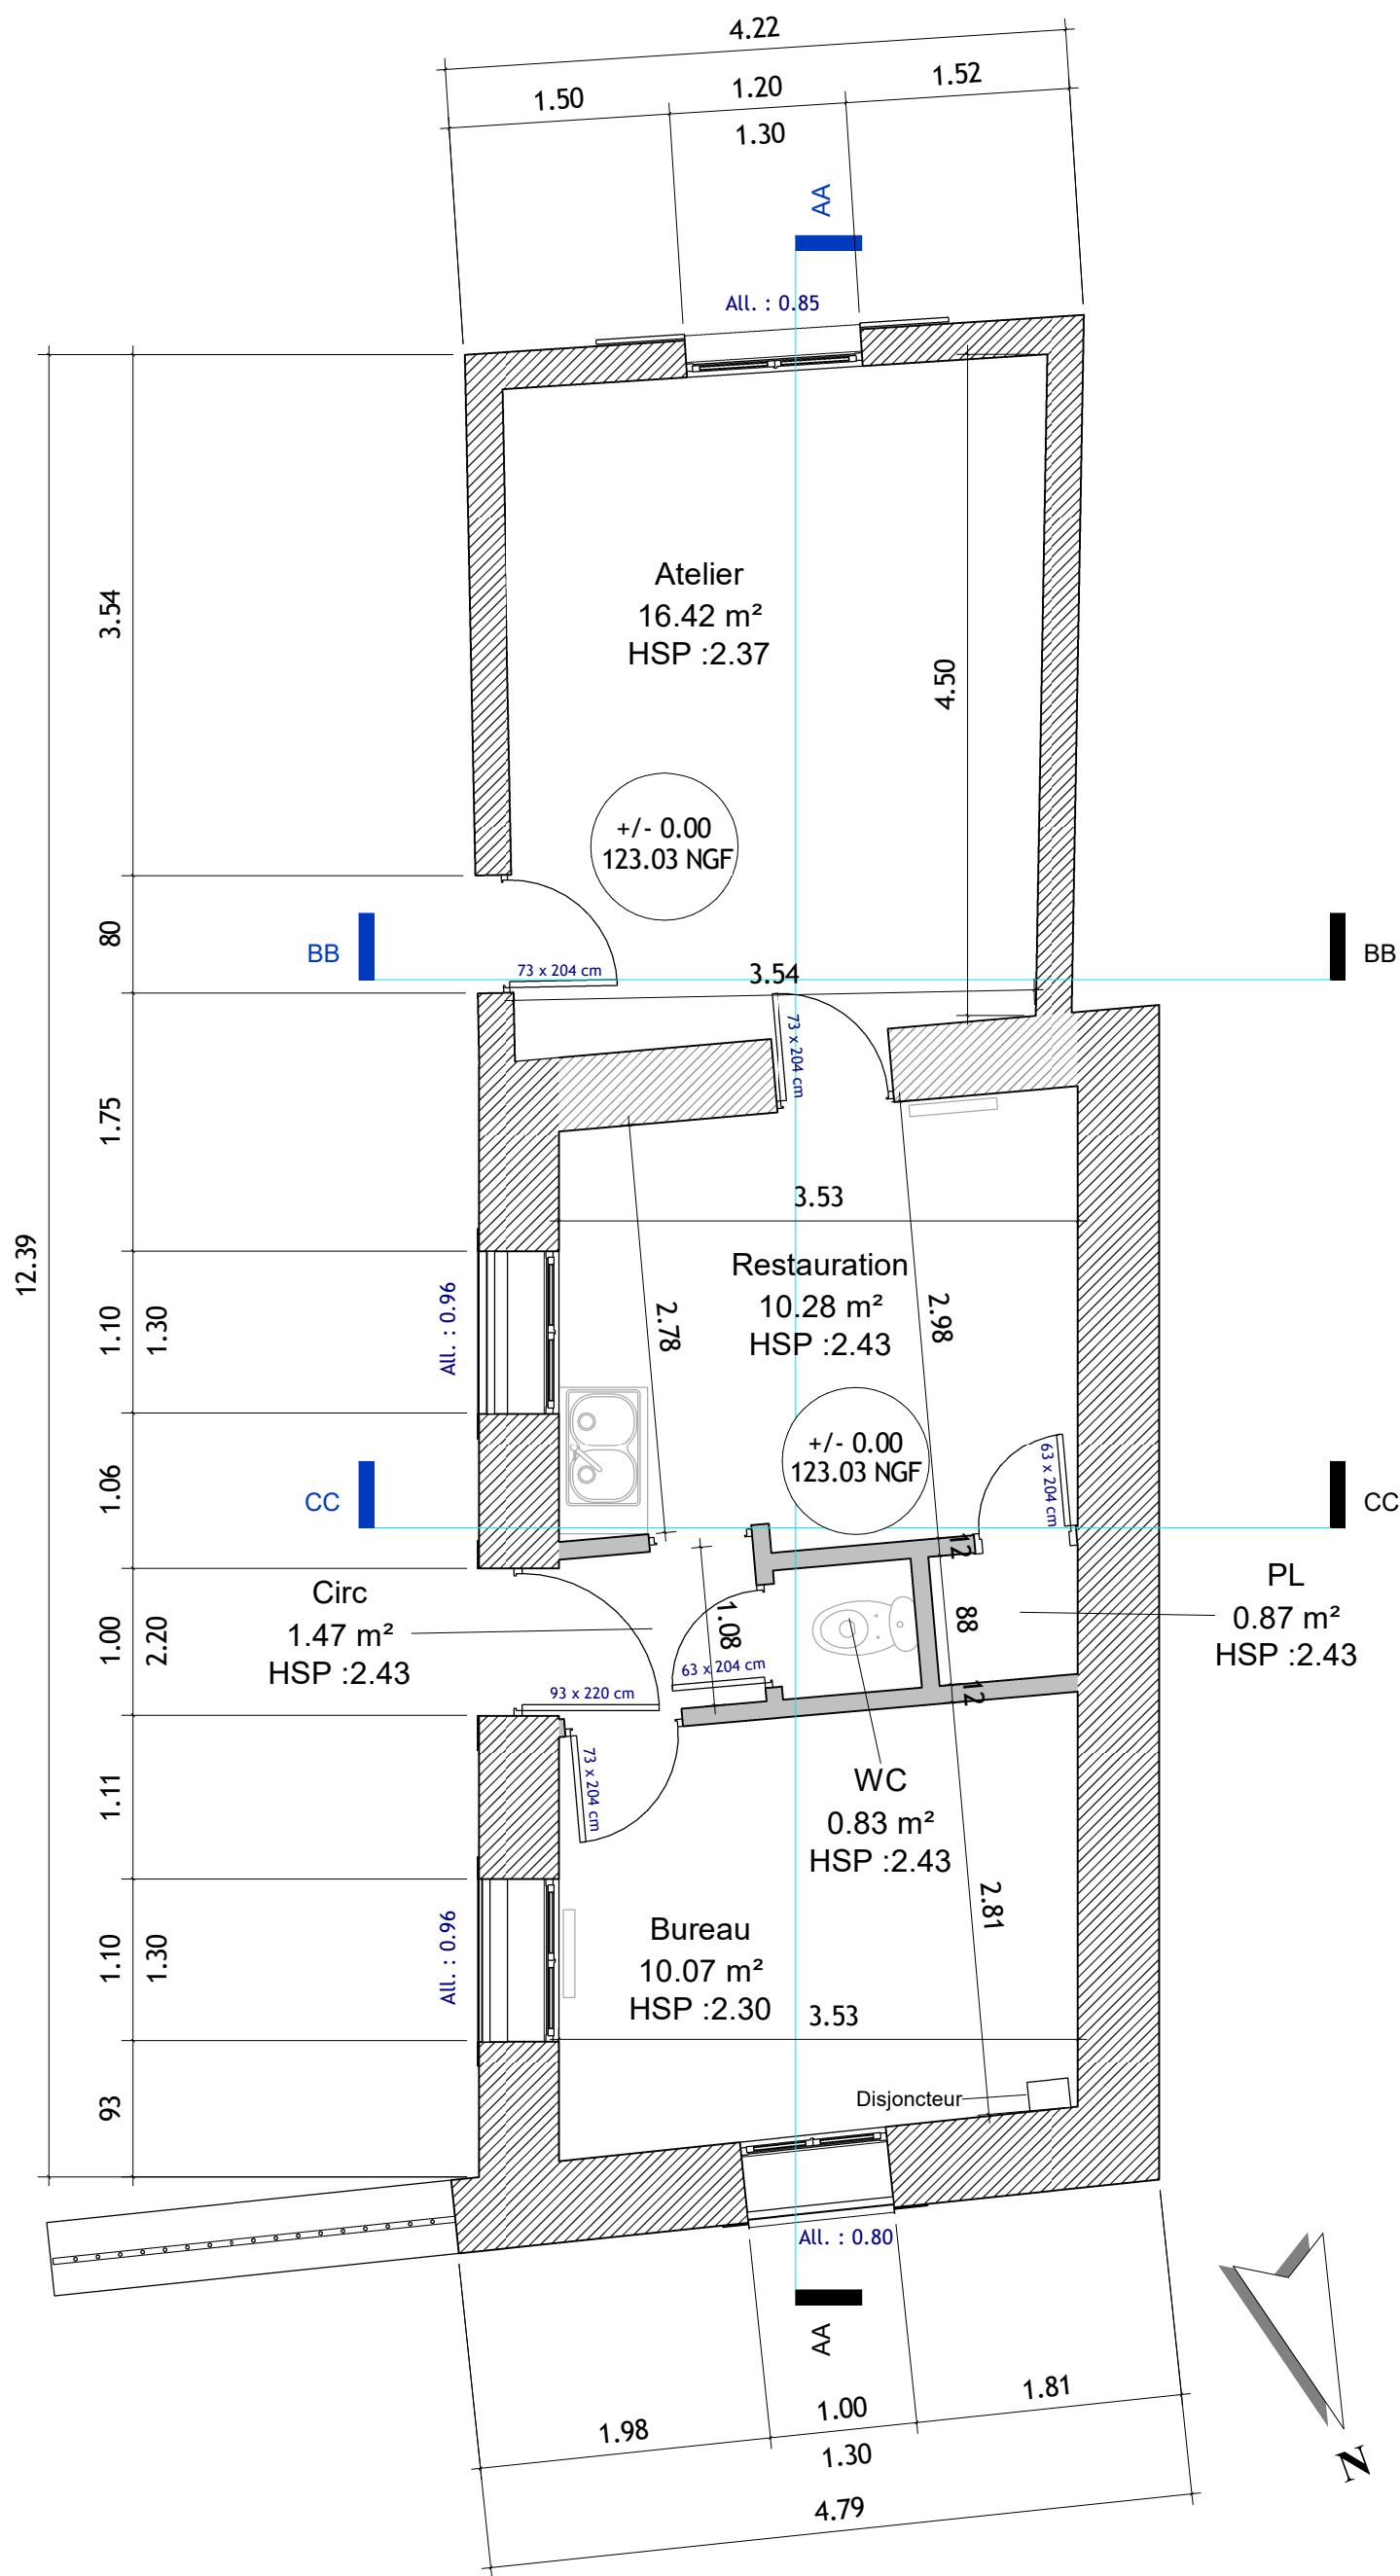 4.22
1.50
1.20
1.52
1.30
AA
All. : 0.85
Atelier
16.42 m²
HSP :2.37
3.54
4.50
+/- 0.00
123.03 NGF
80
BB
BB
73 x 204 cm
3.54
73 x 204 cm
1.75
3.53
12.39
Restauration
10.28 m²
HSP :2.43
1.10
1.30
All. : 0.96
2.78
2.98
+/- 0.00
123.03 NGF
63 x 204 cm
1.06
CC
CC
12
Circ
1.47 m²
HSP :2.43
PL
0.87 m²
HSP :2.43
1.00
2.20
1.08
88
63 x 204 cm
93 x 220 cm
12
73 x 204 cm
WC
0.83 m²
HSP :2.43
1.11
2.81
Bureau
10.07 m²
HSP :2.30
1.10
1.30
All. : 0.96
3.53
Disjoncteur
93
All. : 0.80
AA
1.98
1.00
1.81
1.30
4.79
N